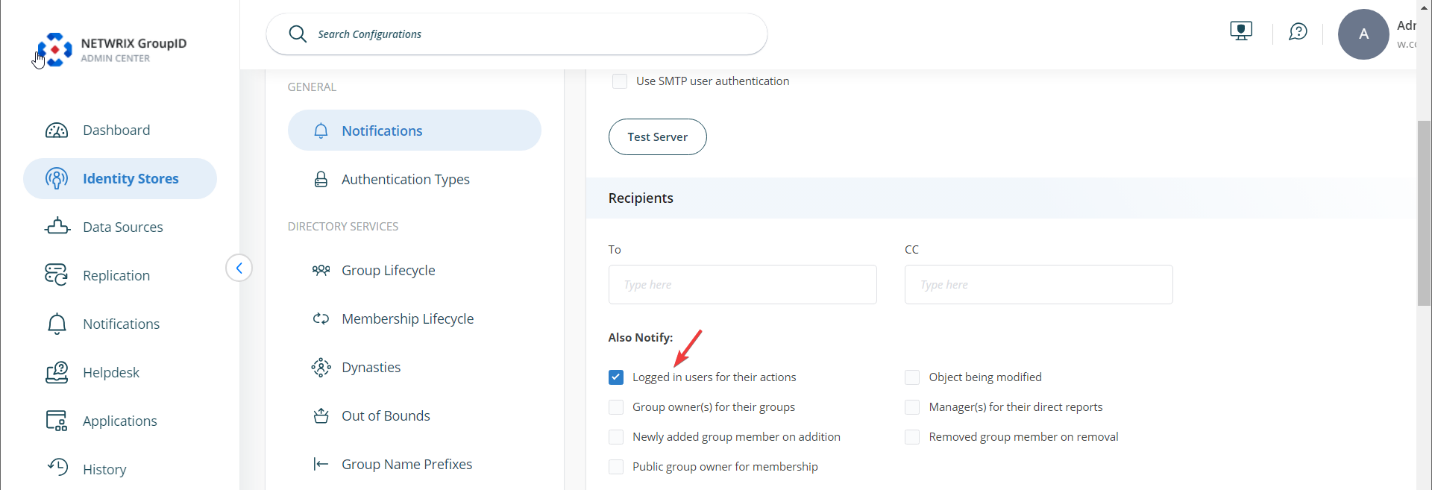 NETWRIX GroupID
ADMIN CENTER
Dashboard
Identity Stores
Data Sources
Replication
Notifications
Helpdesk
Applications
History
Search Configurations
A
Adr
w.cc
GENERAL
Notifications
Authentication Types
DIRECTORY SERVICES
Group Lifecycle
Membership Lifecycle
Dynasties
Out of Bounds
Group Name Prefixes
Use SMTP user authentication
Test Server
Recipients
To
CC
Type here
Type here
Also Notify:
Logged in users for their actions
Object being modified
Group owner(s) for their groups
Manager(s) for their direct reports
Newly added group member on addition
Removed group member on removal
Public group owner for membership